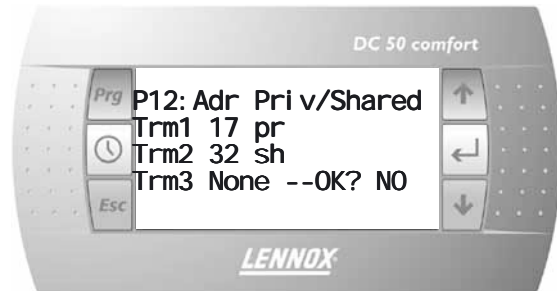 DC 50 comfort
Prg
P12: Adr Priv/Shared
Trm1 17 pr
Trm2 32 sh
Trm3 None --OK? NO
Esc
LENNOX